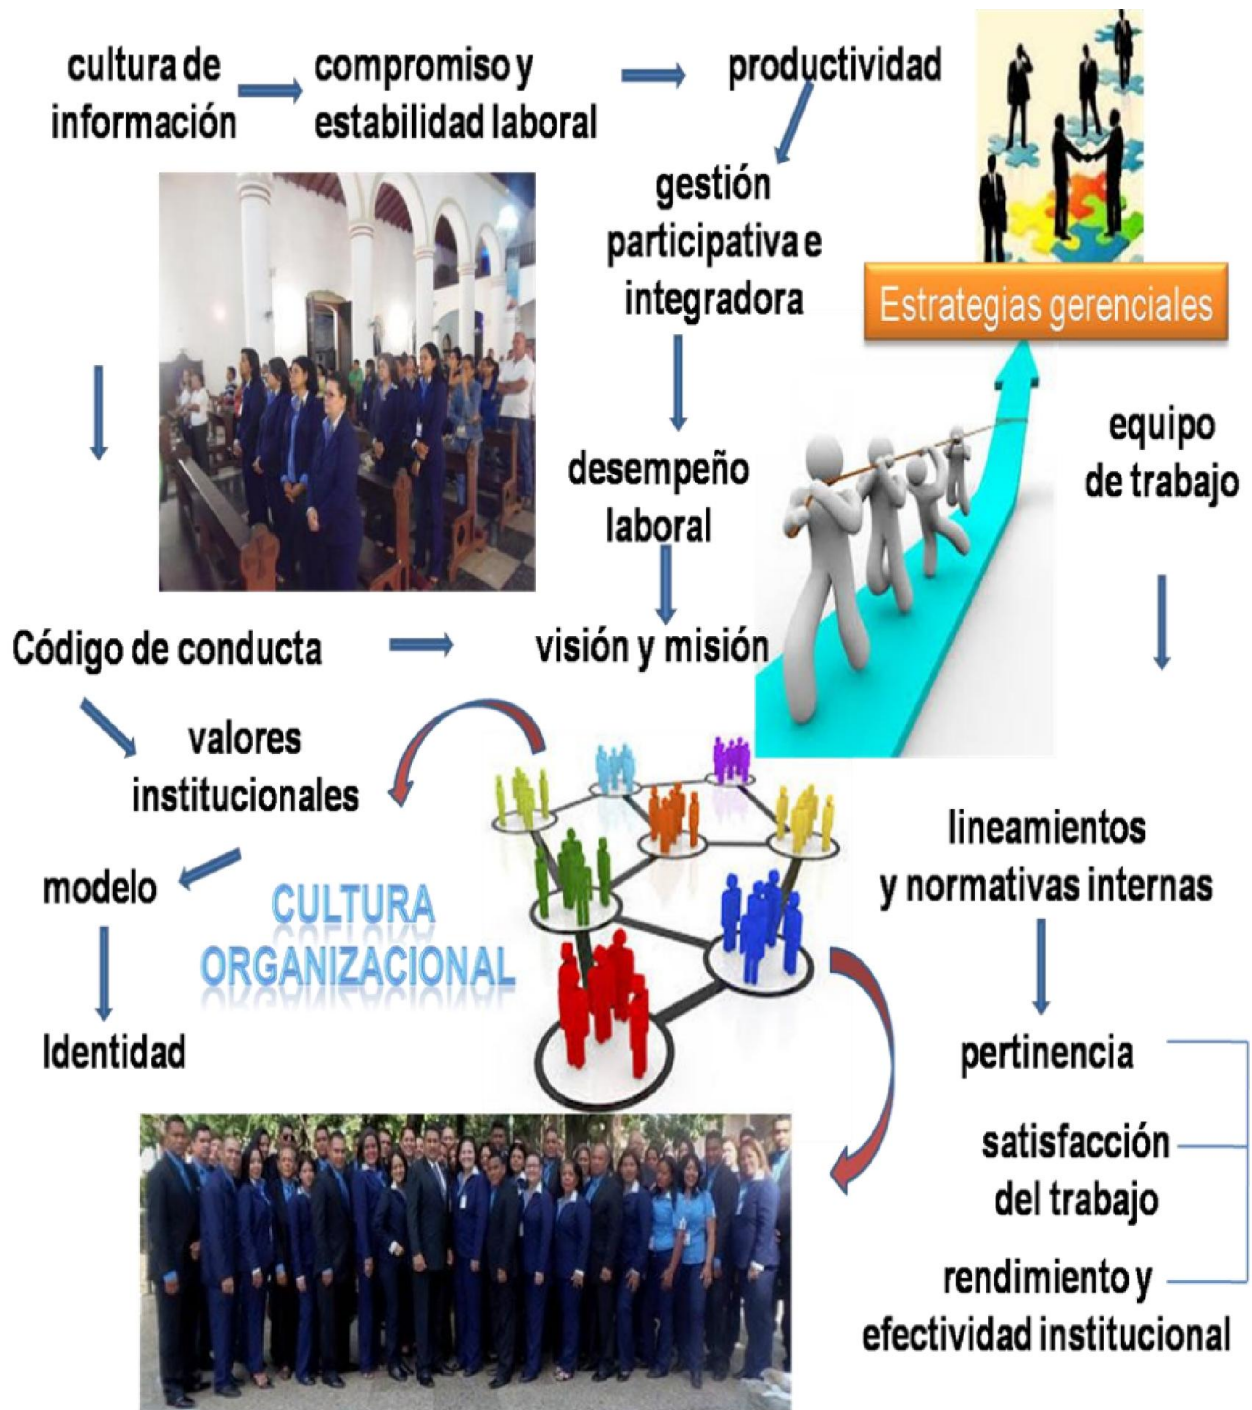 cultura de
información
compromiso y
estabilidad laboral
productividad
gestión
participativa e
integradora
Estrategias gerenciales
equipo
de trabajo
desempeño
laboral
Código de conducta
visión y misión
valores
institucionales
lineamientos
y normativas internas
modelo
CULTURA
ORGANIZACIONAL
Identidad
pertinencia
satisfacción
del trabajo
rendimiento y
efectividad institucional